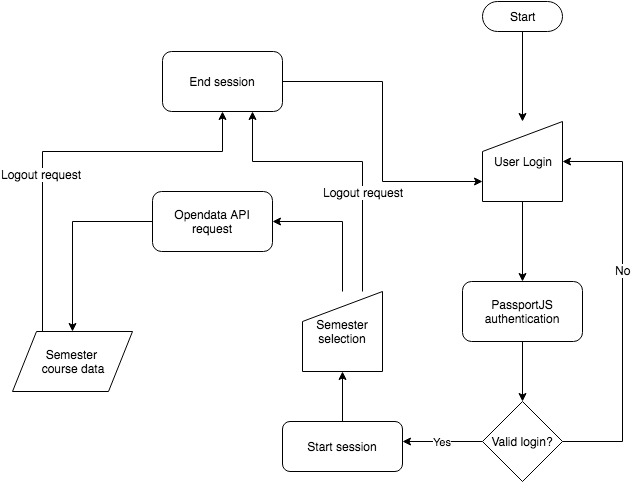 Start
End session
User Login
Logout request
Logout request
Opendata API
request
No
PassportJS
authentication
Semester
selection
Semester
course data
Valid login?
Yes
Start session